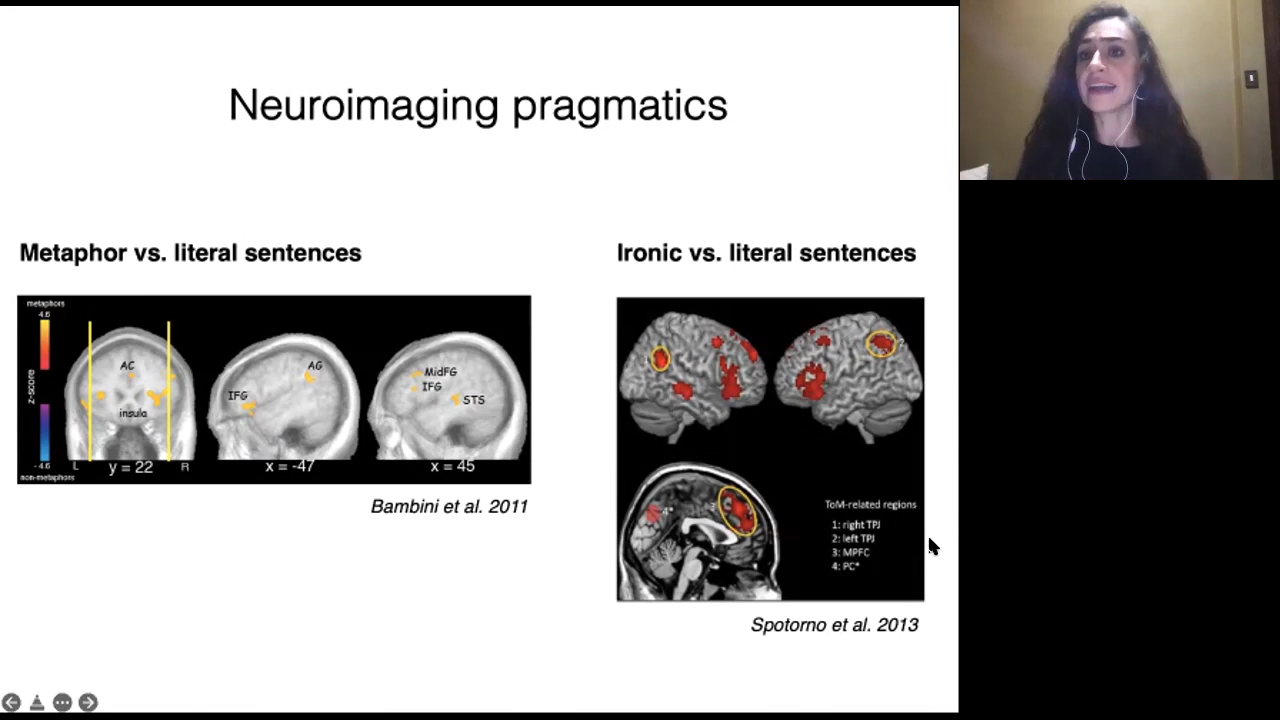 Neuroimaging pragmatics
Metaphor vs. literal sentences
Ironic vs. literal sentences
metaphors
4.6
z-score
-4.6
non-metaphors
AC
insula
L
y = 22
R
IFG
AG
x = -47
MidFG
IFG
STS
x = 45
Bambini et al. 2011
3
4*
ToM-related regions
1: right TPJ
2: left TPJ
3: MPFC
4: PC*
Spotorno et al. 2013